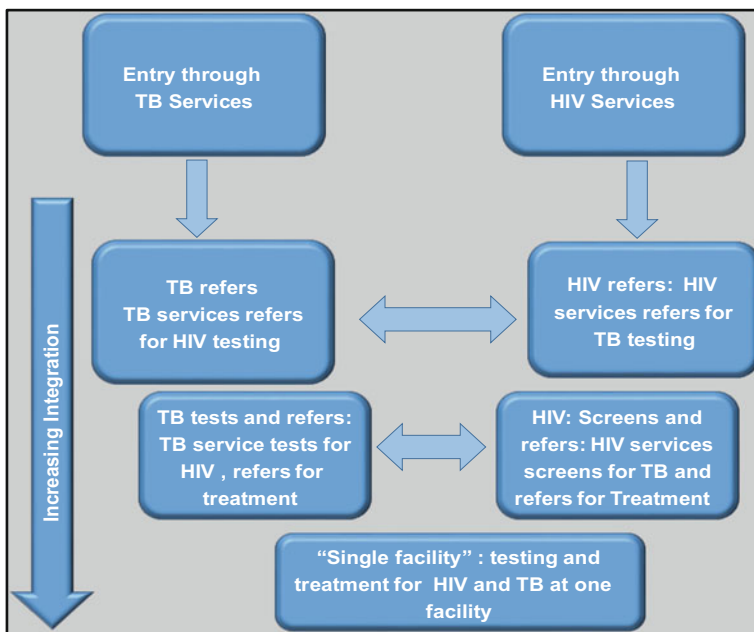 Entry through
TB Services
Entry through
HIV Services
TB refers
TB services refers
for HIV testing
HIV refers: HIV
services refers for
TB testing
TB tests and refers:
TB service tests for
HIV , refers for
treatment
HIV: Screens and
refers: HIV services
screens for TB and
refers for Treatment
“Single facility” : testing and
treatment for HIV and TB at one
facility
Increasing Integration